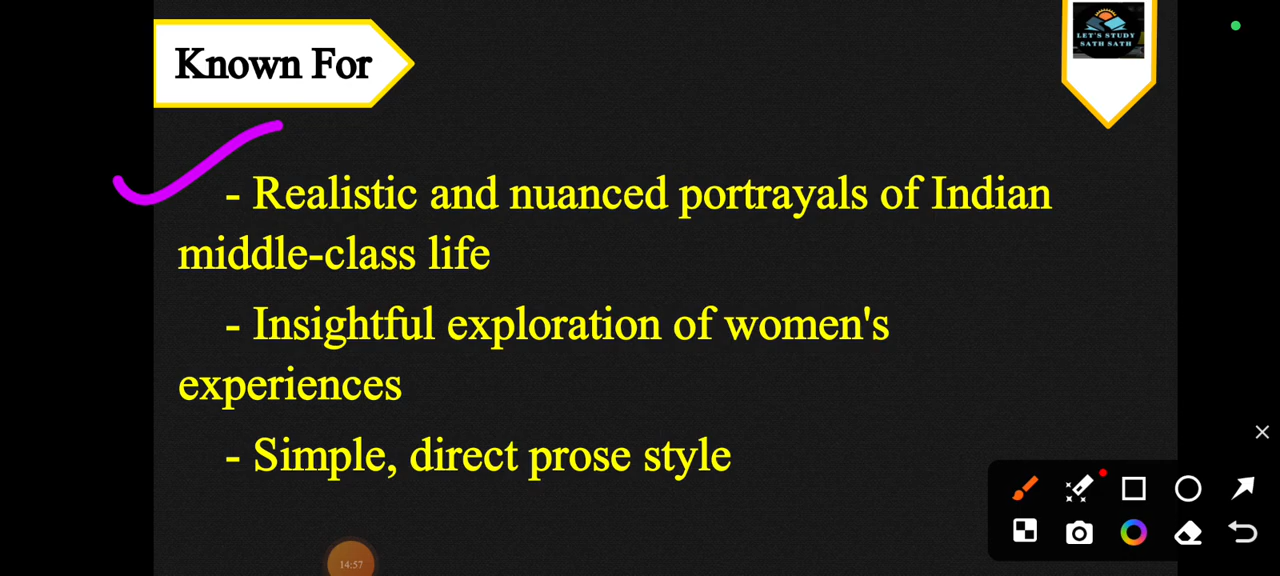 Known For
LET'S STUDY
SATH SATH
- Realistic and nuanced portrayals of Indian
middle-class life
- Insightful exploration of women's
experiences
- Simple, direct prose style
14:57